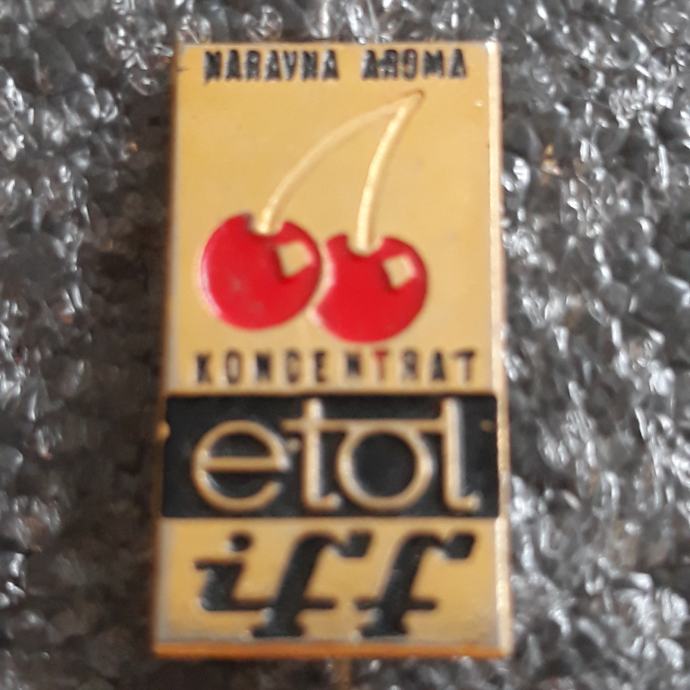 NARAVNA AROMA
KONCENTRAT
etol
iff